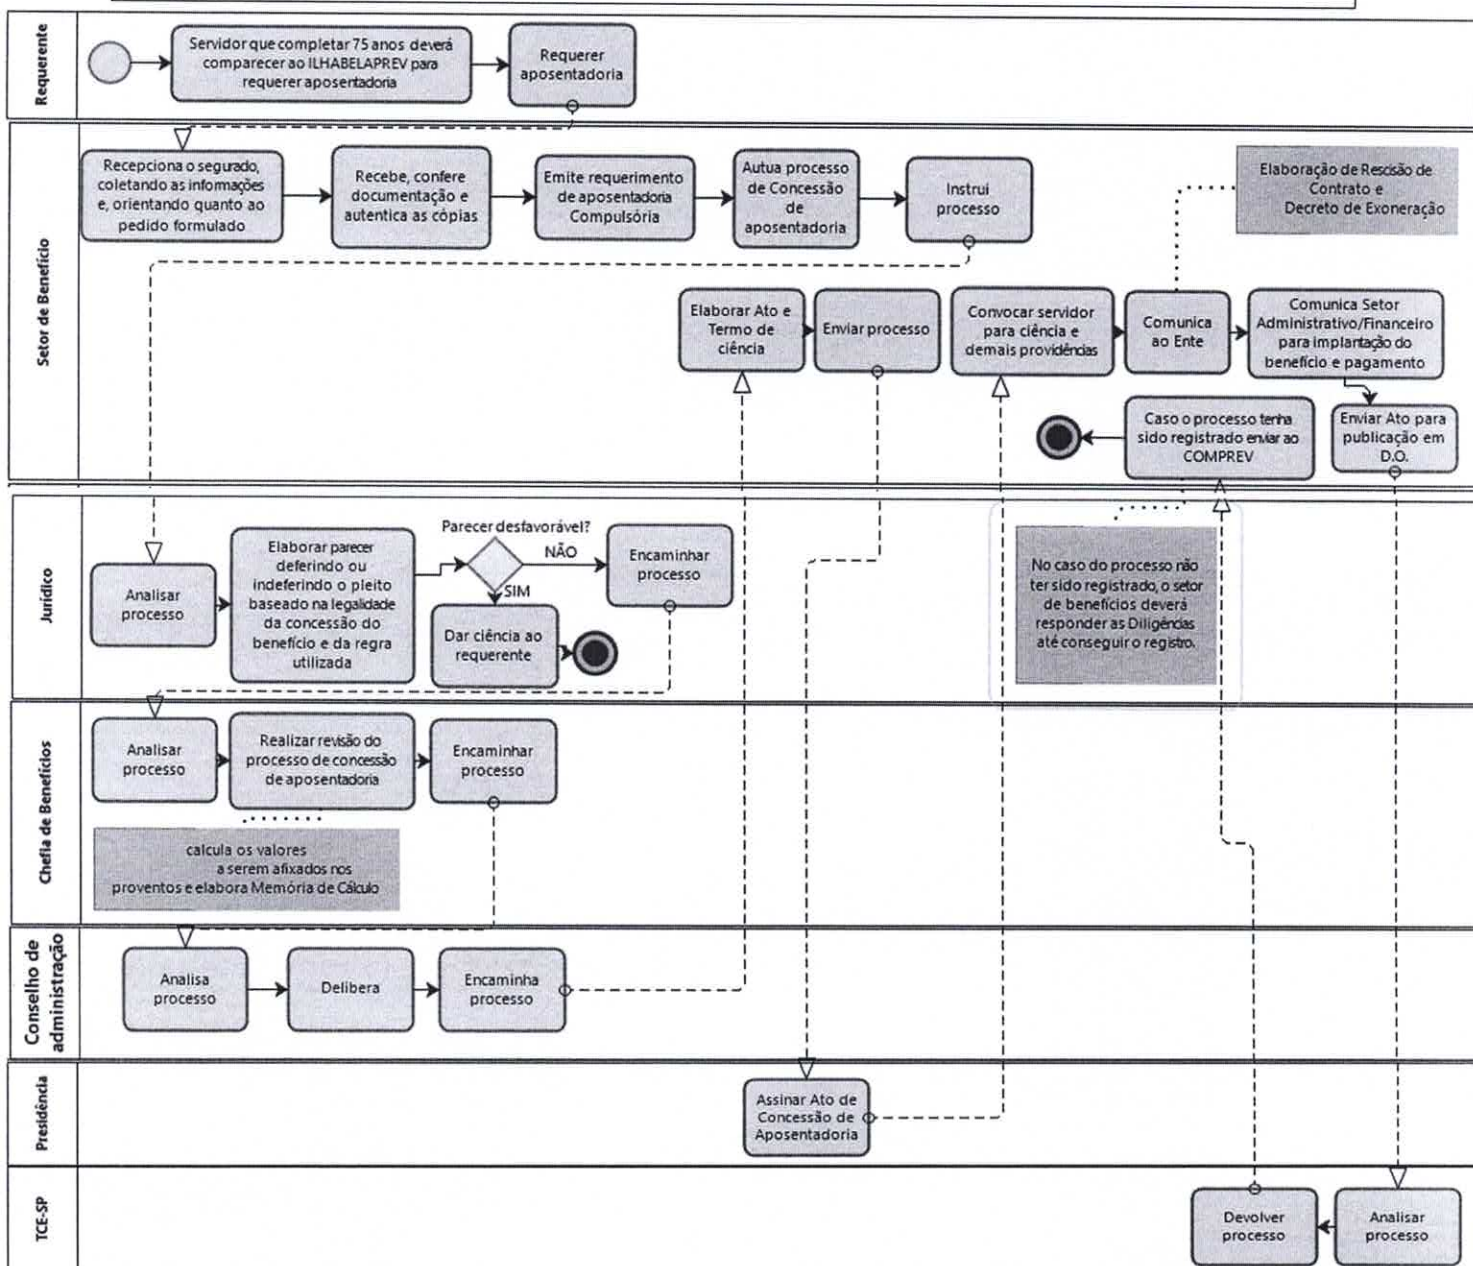 Requerente
Servidor que completar 75 anos deverá
comparecer ao ILHABELAPREV para
requerer aposentadoria
Requerer
aposentadoria
Setor de Benefício
Recepciona o segurado,
coletando as informações
e, orientando quanto ao
pedido formulado
Recebe, confere
documentação e
autentica as cópias
Emite requerimento
de aposentadoria
Compulsória
Autua processo
de Concessão
de
aposentadoria
Instrui
processo
Elaboração de Rescisão de
Contrato e
Decreto de Exoneração
Elaborar Ato e
Termo de
ciência
Enviar processo
Convocar servidor
para ciência e
demais providências
Comunica
ao Ente
Comunica Setor
Administrativo/Financeiro
para implantação do
benefício e pagamento
Caso o processo tenha
sido registrado enviar ao
COMPREV
Enviar Ato para
publicação em
D.O.
Jurídico
Analisar
processo
Elaborar parecer
deferindo ou
indeferindo o pleito
baseado na legalidade
da concessão do
benefício e da regra
utilizada
Parecer desfavorável?
NÃO
SIM
Encaminhar
processo
Dar ciência ao
requerente
No caso do processo não
ter sido registrado, o setor
de benefícios deverá
responder as Diligências
até conseguir o registro.
Chefia de Benefícios
Analisar
processo
Realizar revisão do
processo de concessão
de aposentadoria
Encaminhar
processo
calcula os valores
a serem afixados nos
proventos e elabora Memória de Cálculo
Conselho de
administração
Analisa
processo
Delibera
Encaminha
processo
Presidência
Assinar Ato de
Concessão de
Aposentadoria
TCE-SP
Devolver
processo
Analisar
processo